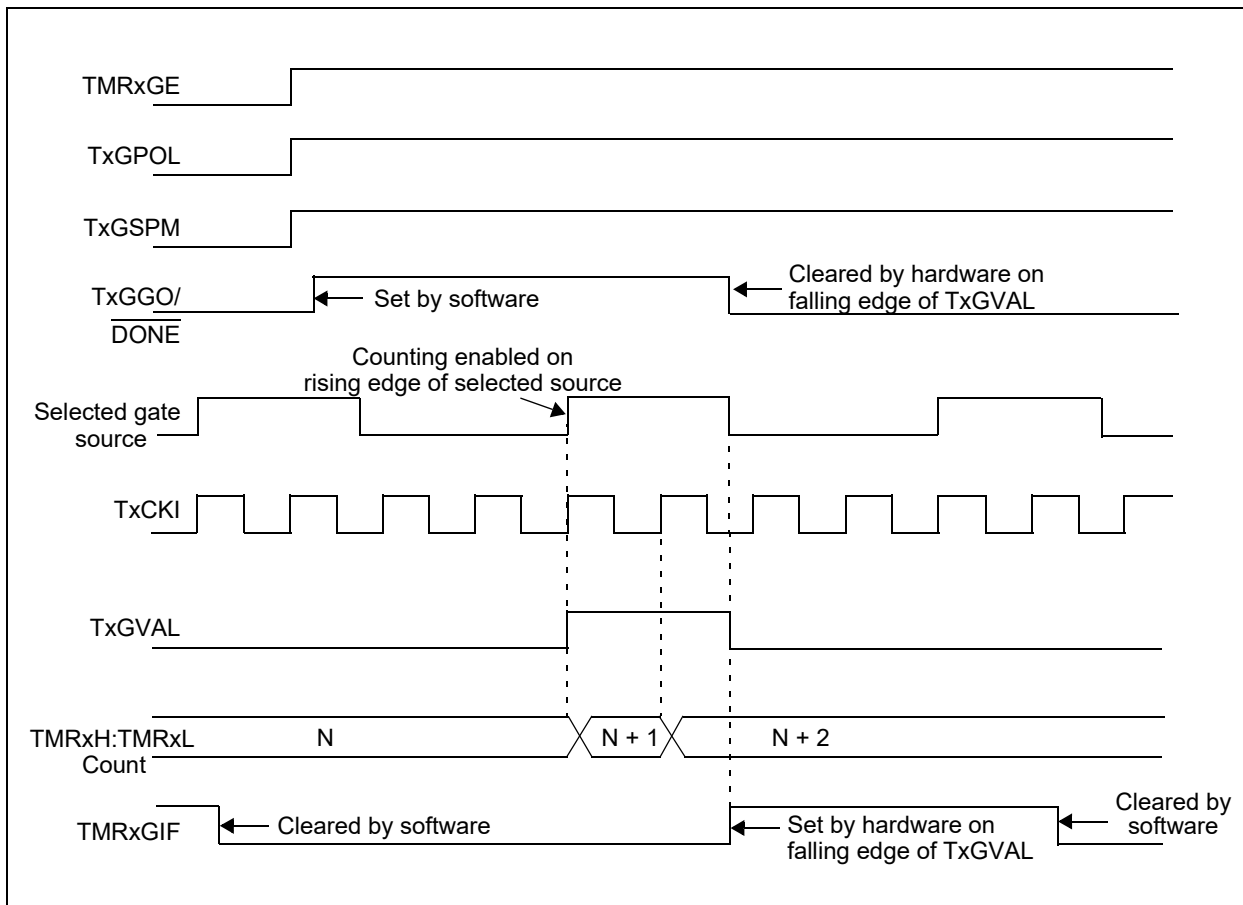 TMRxGE
TxGPOL
TxGSPM
TxGGO/
DONE
Set by software
Cleared by hardware on
falling edge of TxGVAL
Counting enabled on
rising edge of selected source
Selected gate
source
TxCKI
TxGVAL
TMRxH:TMRxL
Count
N
N + 1
N + 2
TMRxGIF
Cleared by software
Set by hardware on
falling edge of TxGVAL
Cleared by
software